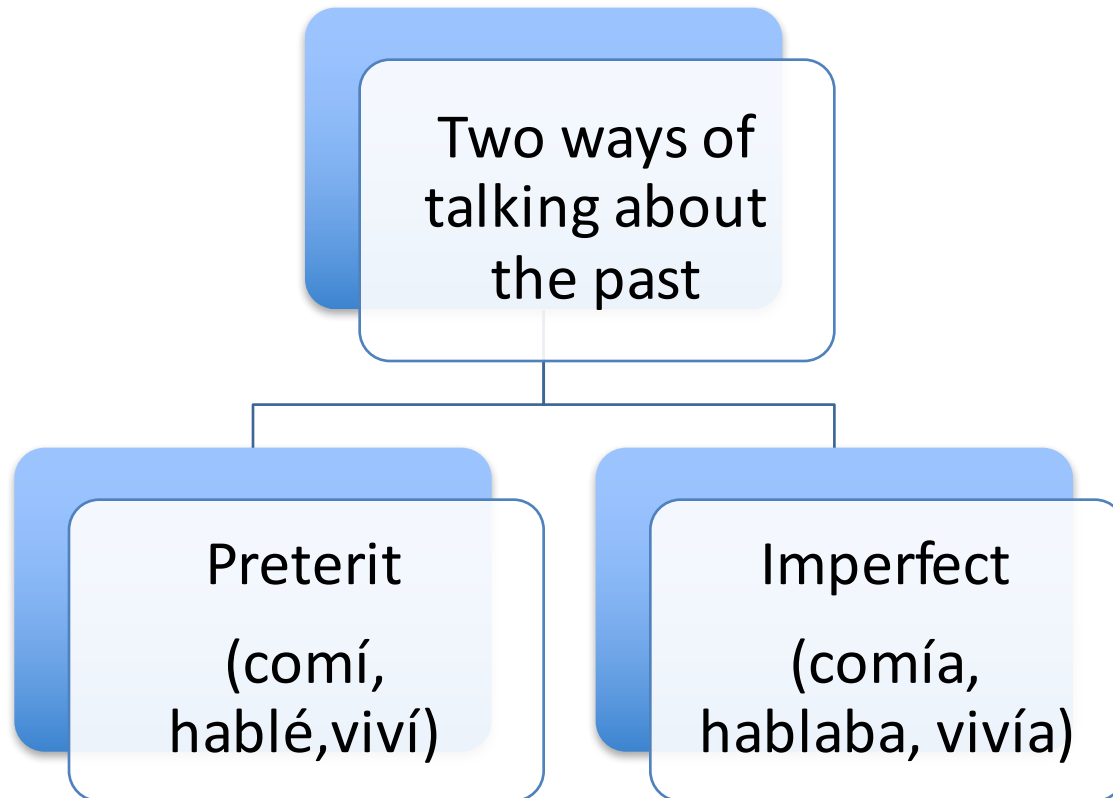 Two ways of
talking about
the past
Preterit
(comí,
hablé,viví)
Imperfect
(comía,
hablaba, vivía)